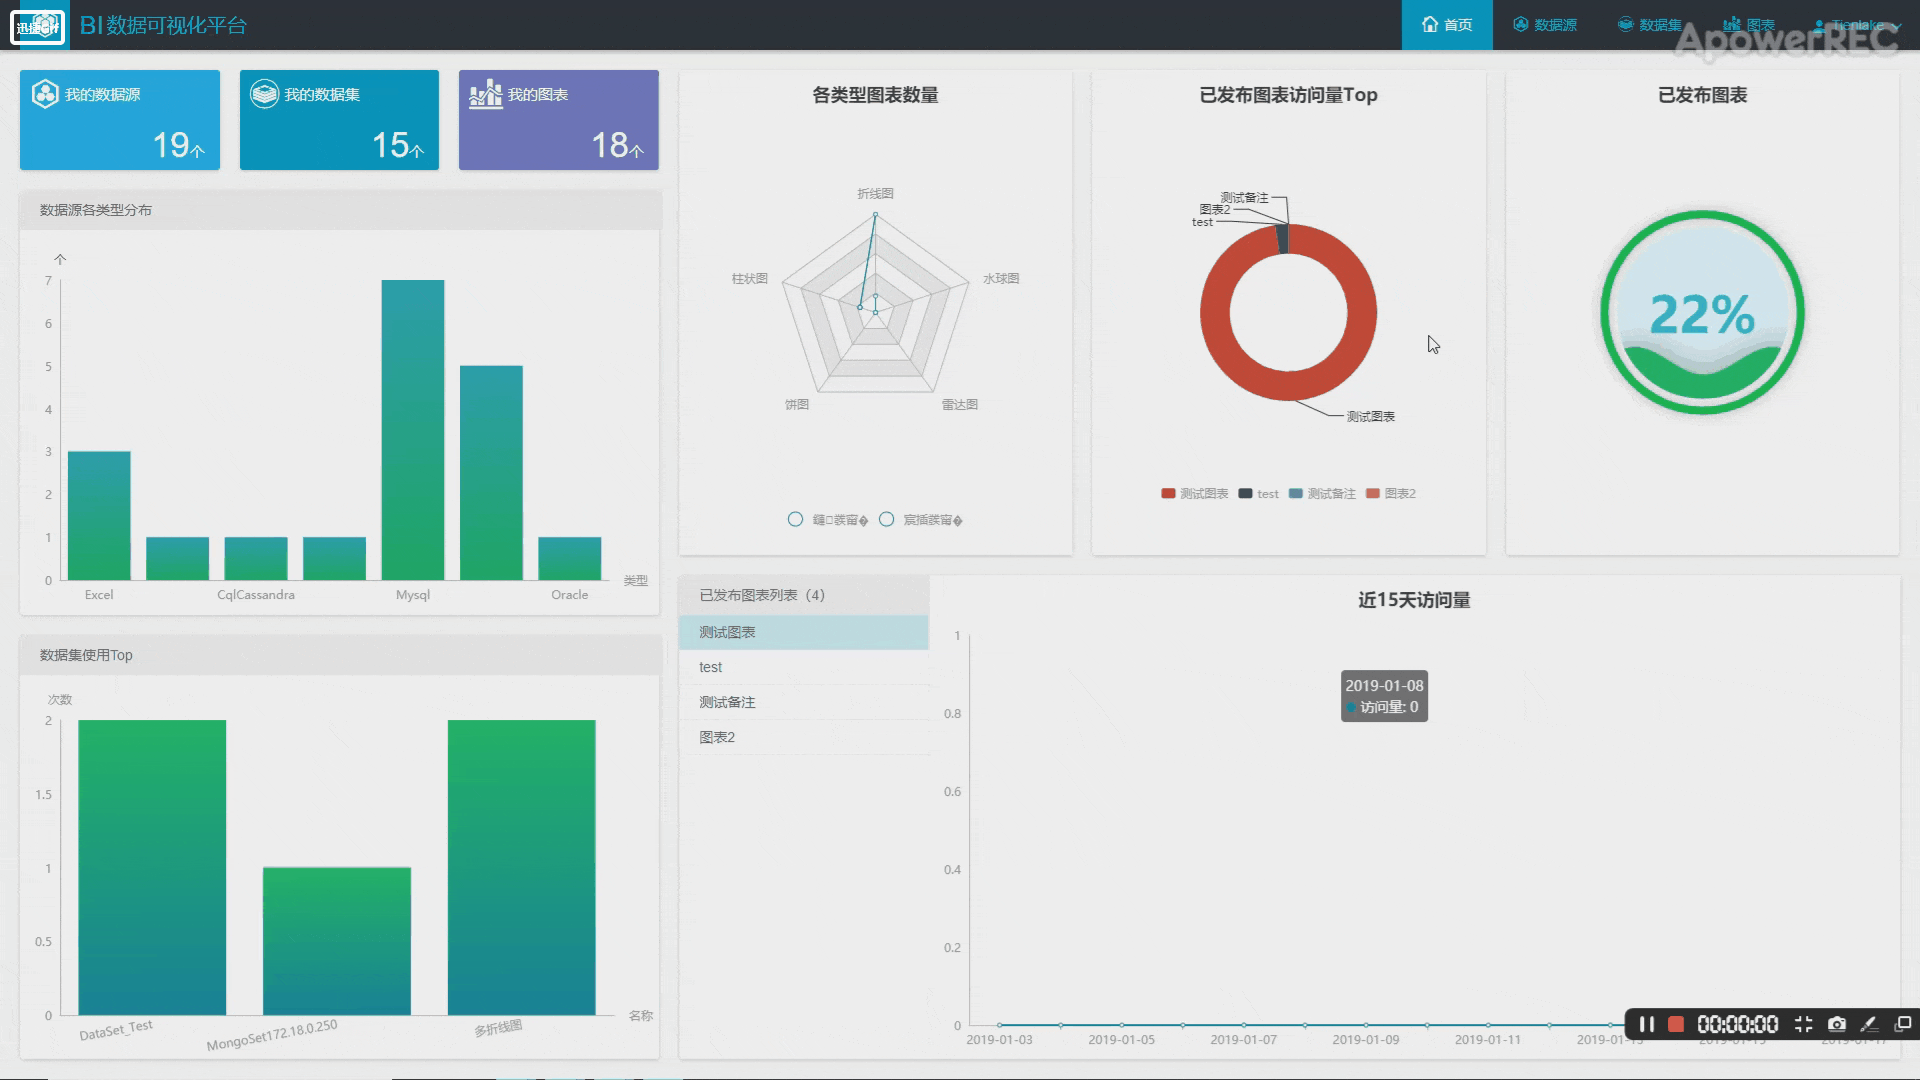 迅捷GIF
BI数据可视化平台
首页
数据源
数据集
图表
Tienlake
ApowerREC
我的数据源
19个
我的数据集
15个
我的图表
18个
数据源各类型分布
个
7
6
5
4
3
2
1
0
Excel
CqlCassandra
Mysql
Oracle
类型
各类型图表数量
折线图
柱状图
水球图
饼图
雷达图
已发布图表访问量Top
测试备注
图表2
test
测试图表
测试图表
test
测试备注
图表2
已发布图表
22%
数据集使用Top
次数
2
1.5
1
0.5
0
DataSet_Test
MongoSet172.18.0.250
多折线图
名称
已发布图表列表（4）
测试图表
test
测试备注
图表2
近15天访问量
1
0.8
0.6
0.4
0.2
0
2019-01-08
访问量: 0
2019-01-03
2019-01-05
2019-01-07
2019-01-09
2019-01-11
2019-01-13
2019-01-15
2019-01-17
00:00:00